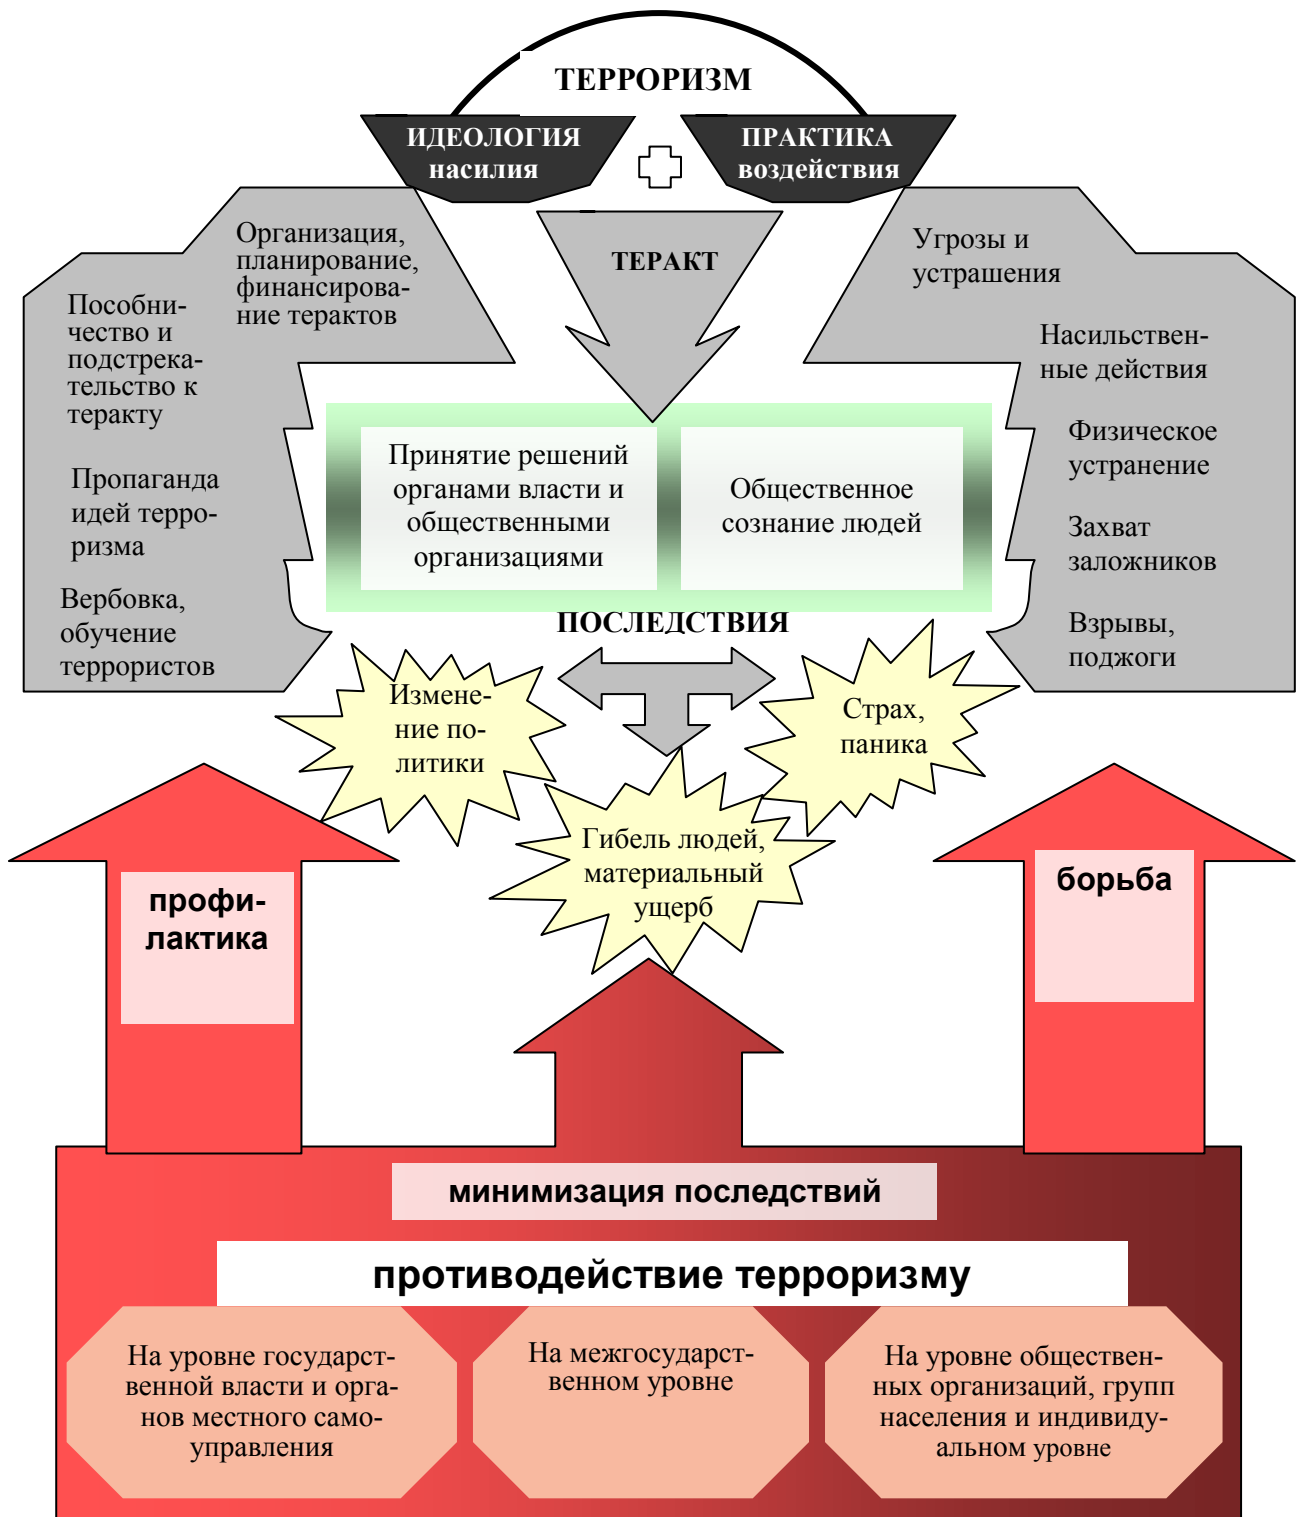 ТЕРРОРИЗМ
ИДЕОЛОГИЯ
насилия
ПРАКТИКА
воздействия
Организация,
планирование,
финансирова-
ние терактов
Пособни-
чество и
подстрека-
тельство к
теракту
Пропаганда
идей терро-
ризма
Вербовка,
обучение
террористов
ТЕРАКТ
Угрозы и
устрашения
Насильствен-
ные действия
Физическое
устранение
Захват
заложников
Взрывы,
поджоги
Принятие решений
органами власти и
общественными
организациями
Общественное
сознание людей
ПОСЛЕДСТВИЯ
Измене-
ние по-
литики
Страх,
паника
Гибель людей,
материальный
ущерб
профи-
лактика
борьба
минимизация последствий
противодействие терроризму
На уровне государст-
венной власти и орга-
нов местного само-
управления
На межгосударст-
венном уровне
На уровне обществен-
ных организаций, групп
населения и индивиду-
альном уровне